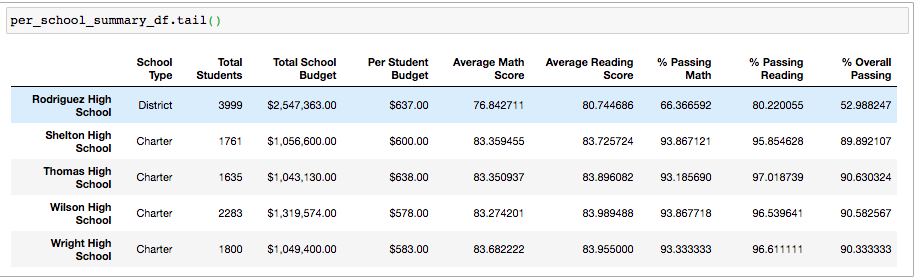 per_school_summary_df.tail()
School Type Total Students Total School Budget Per Student Budget Average Math Score Average Reading Score % Passing Math % Passing Reading % Overall Passing
Rodriguez High School District 3999 $2,547,363.00 $637.00 76.842711 80.744686 66.366592 80.220055 52.988247
Shelton High School Charter 1761 $1,056,600.00 $600.00 83.359455 83.725724 93.867121 95.854628 89.892107
Thomas High School Charter 1635 $1,043,130.00 $638.00 83.350937 83.896082 93.185690 97.018739 90.630324
Wilson High School Charter 2283 $1,319,574.00 $578.00 83.274201 83.989488 93.867718 96.539641 90.582567
Wright High School Charter 1800 $1,049,400.00 $583.00 83.682222 83.955000 93.333333 96.611111 90.333333